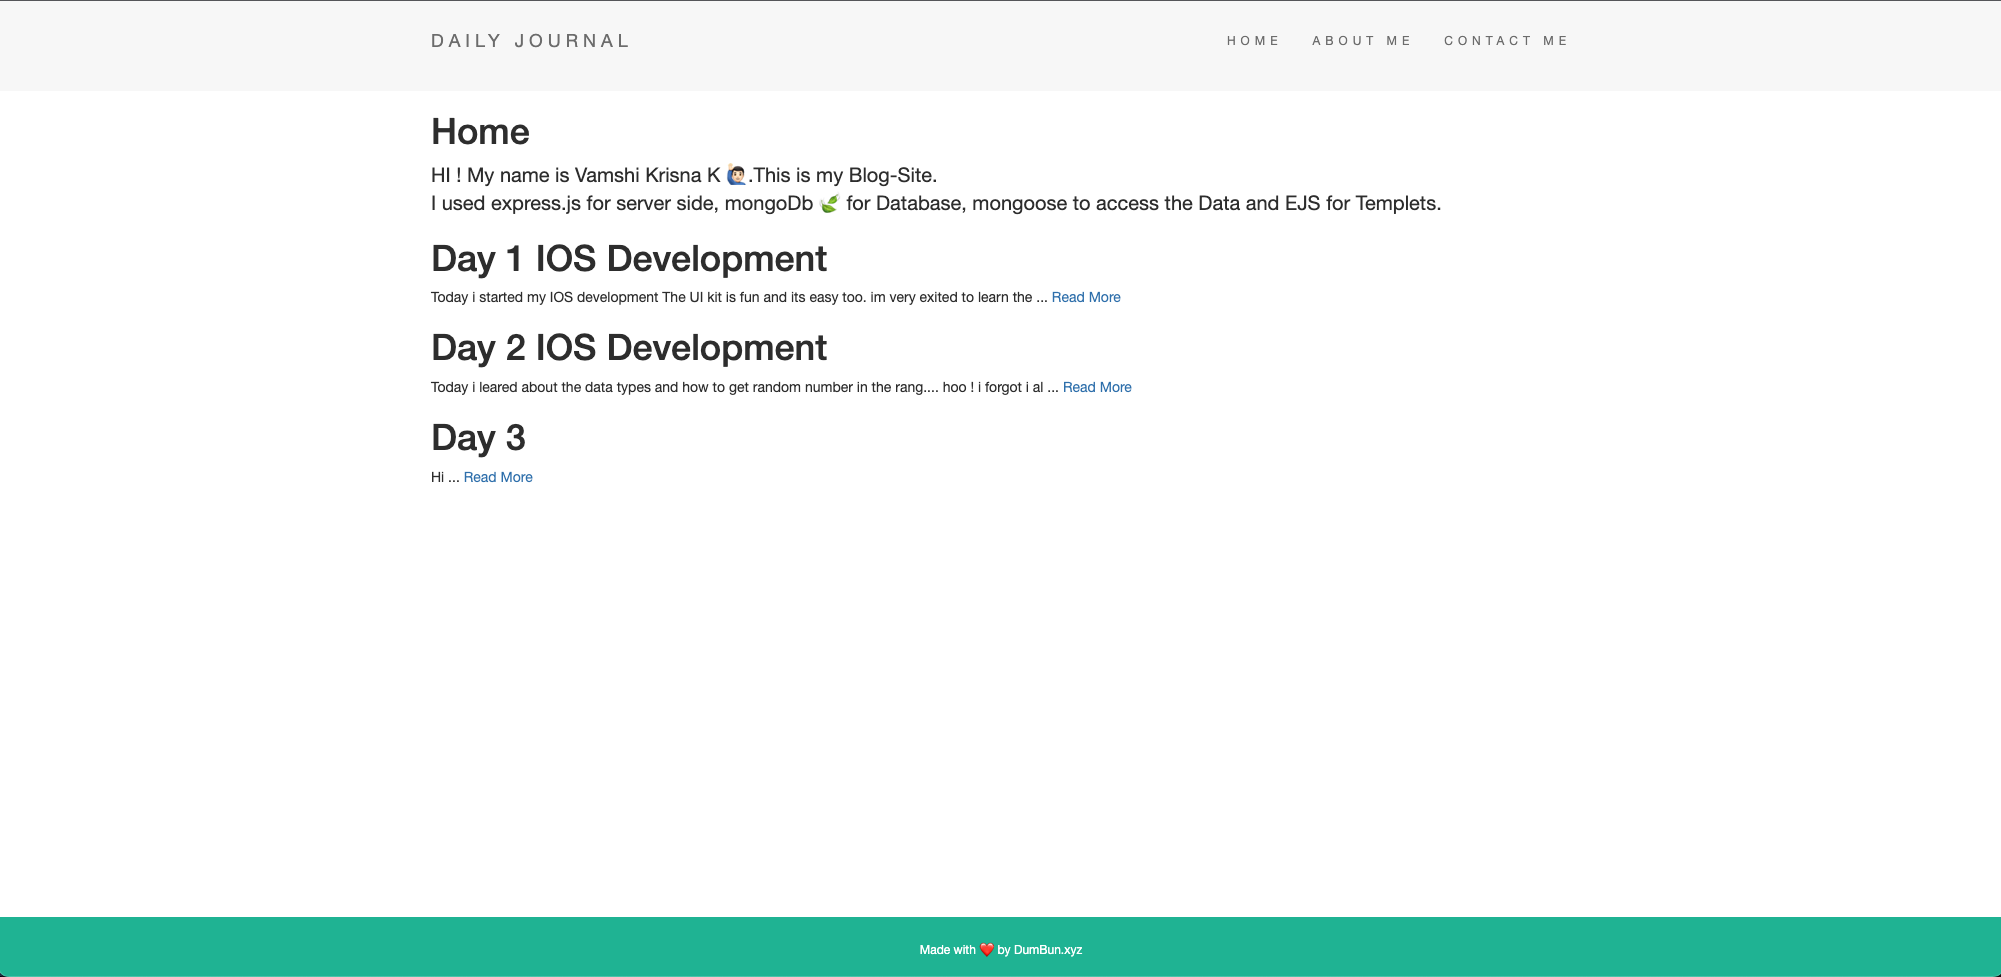 DAILY JOURNAL
HOME ABOUT ME CONTACT ME
Home
HI ! My name is Vamshi Krisna K 🙋🏻‍♂️.This is my Blog-Site.
I used express.js for server side, mongoDb 🍃 for Database, mongoose to access the Data and EJS for Templets.
Day 1 IOS Development
Today i started my IOS development The UI kit is fun and its easy too. im very exited to learn the ... Read More
Day 2 IOS Development
Today i leared about the data types and how to get random number in the rang.... hoo ! i forgot i al ... Read More
Day 3
Hi ... Read More
Made with ❤️ by DumBun.xyz